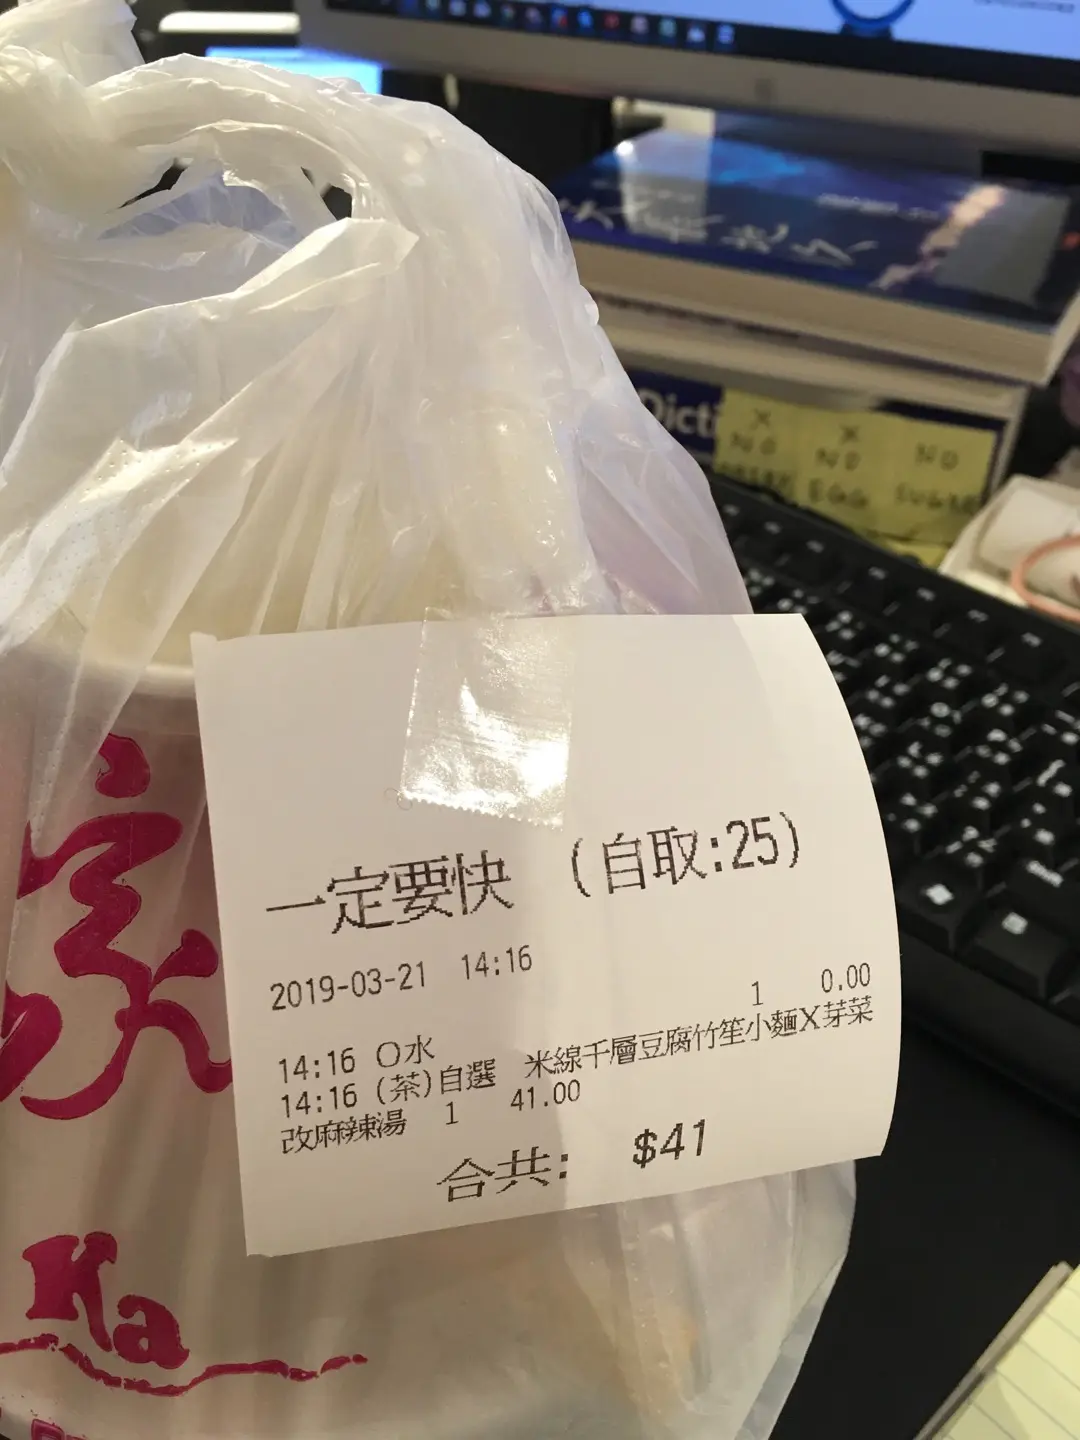 Dicti
X
NO
X
NO
EGG
NO
SUGAR
一定要快 (自取:25)
2019-03-21 14:16
1 0.00
14:16 O水
14:16 (茶)自選 米線千層豆腐竹笙小麵X芽菜
改麻辣湯 1 41.00
合共: $41
家
Ka